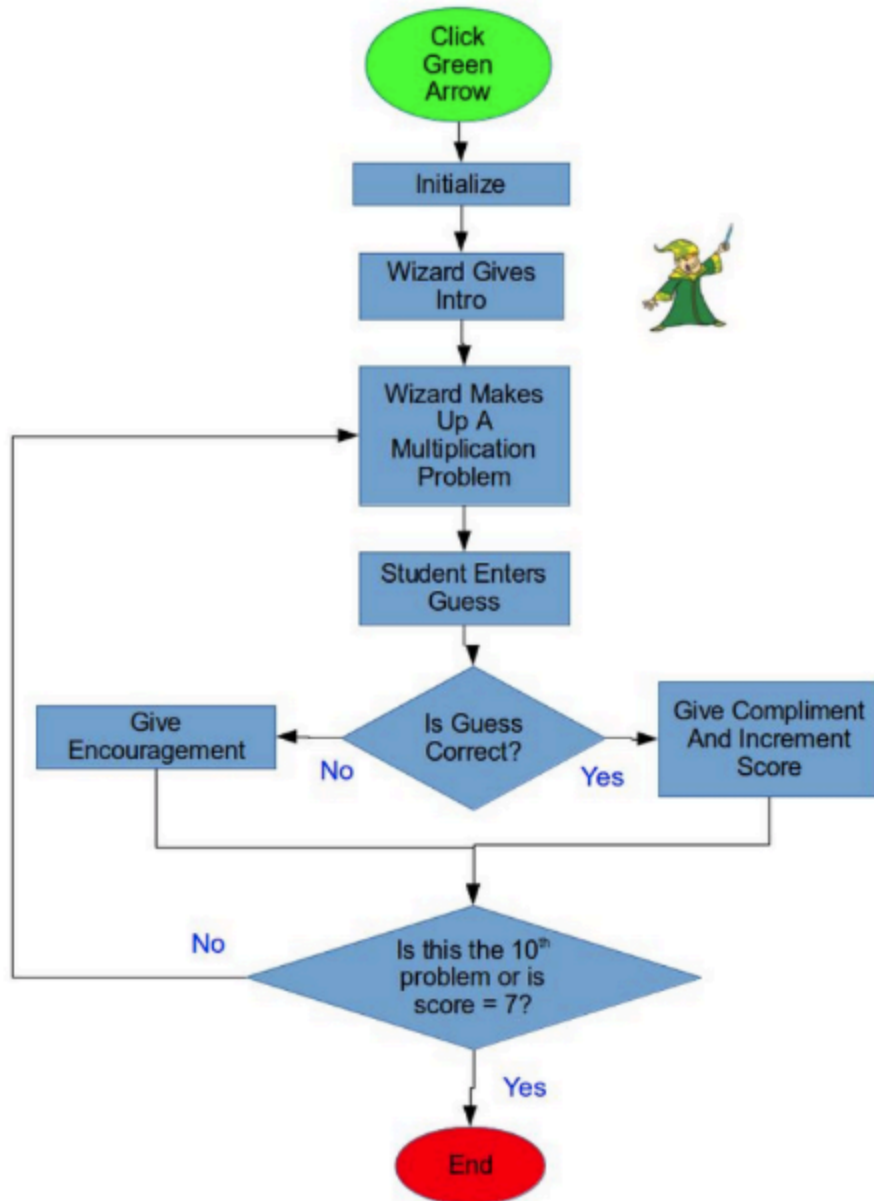 Click
Green
Arrow
Initialize
Wizard Gives
Intro
Wizard Makes
Up A
Multiplication
Problem
Student Enters
Guess
Is Guess
Correct?
No
Yes
Give
Encouragement
Give Compliment
And Increment
Score
Is this the 10th
problem or is
score = 7?
No
Yes
End